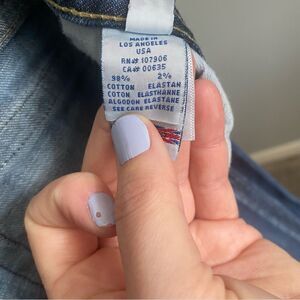 MADE IN
LOS ANGELES
USA
RN# 107906
CA# 00635
98% 2%
COTTON ELASTAN
COTON ELASTHANNE
ALGODON ELASTANE
SEE CARE REVERSE